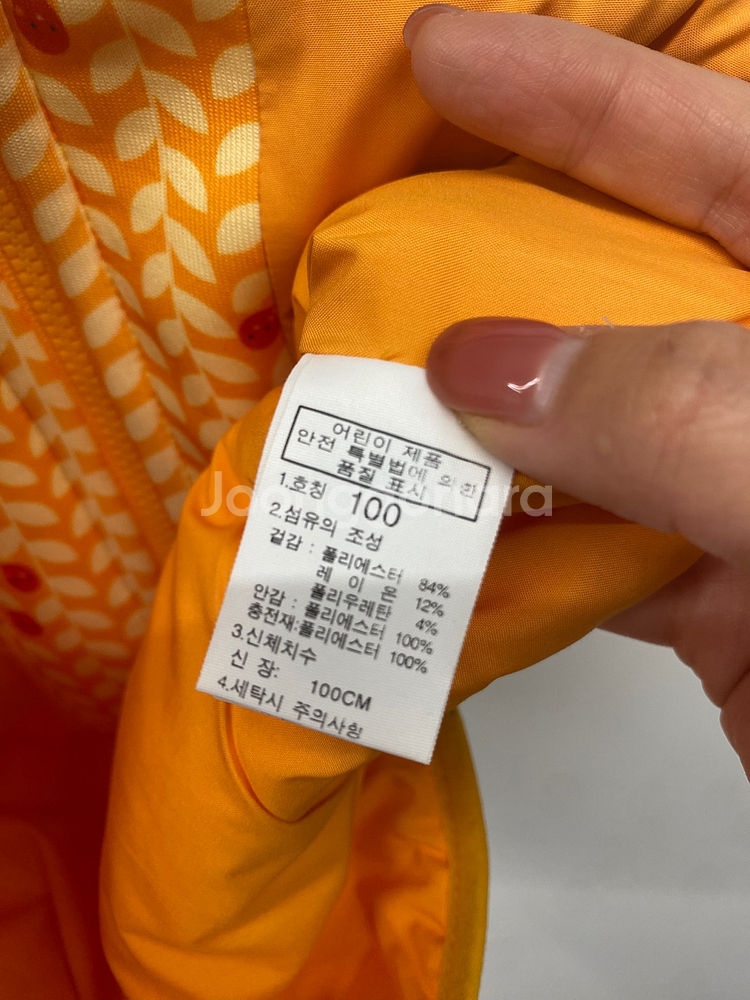 어린이 제품
안전 특별법에 의한
품질 표시
1.호칭 100
2.섬유의 조성
겉감 : 폴리에스터 84%
레 이 온 12%
폴리우레탄 4%
안감 : 폴리에스터 100%
충전재:폴리에스터 100%
3.신체치수
신 장: 100CM
4.세탁시 주의사항